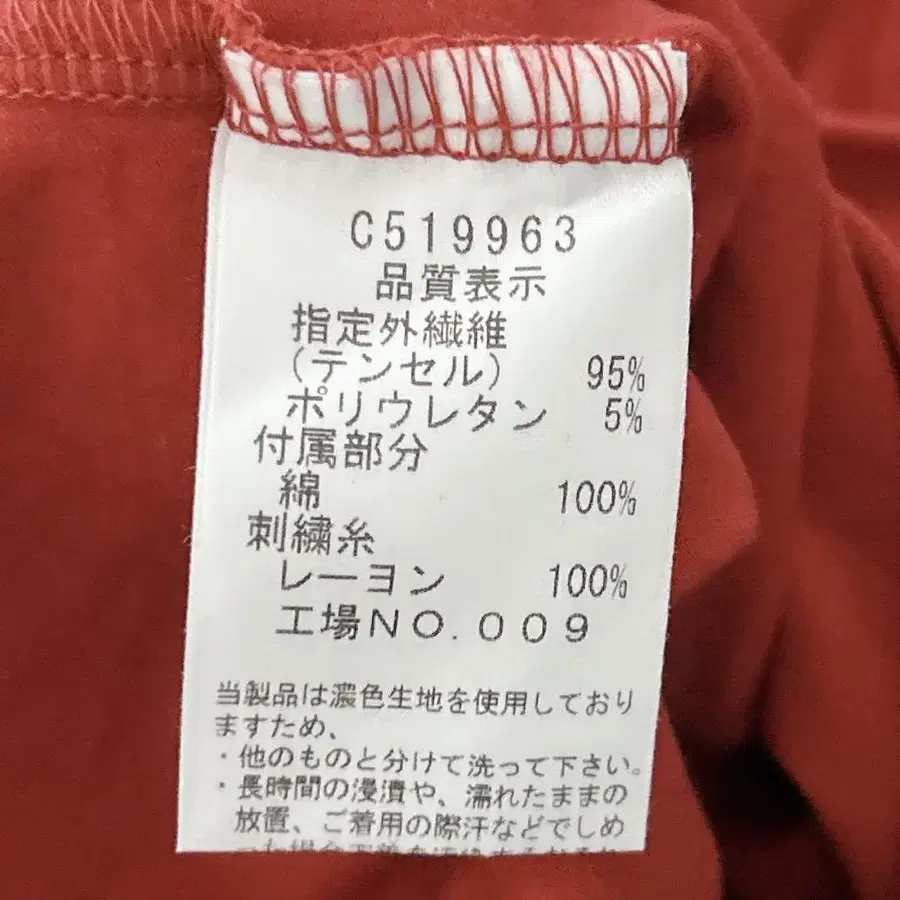 C519963
品質表示
指定外繊維
(テンセル) 95%
ポリウレタン 5%
付属部分
綿 100%
刺繍糸
レーヨン 100%
工場NO.009
当製品は濃色生地を使用しており
ますため、
・他のものと分けて洗って下さい。
・長時間の浸漬や、濡れたままの
放置、ご着用の際汗などでしめ